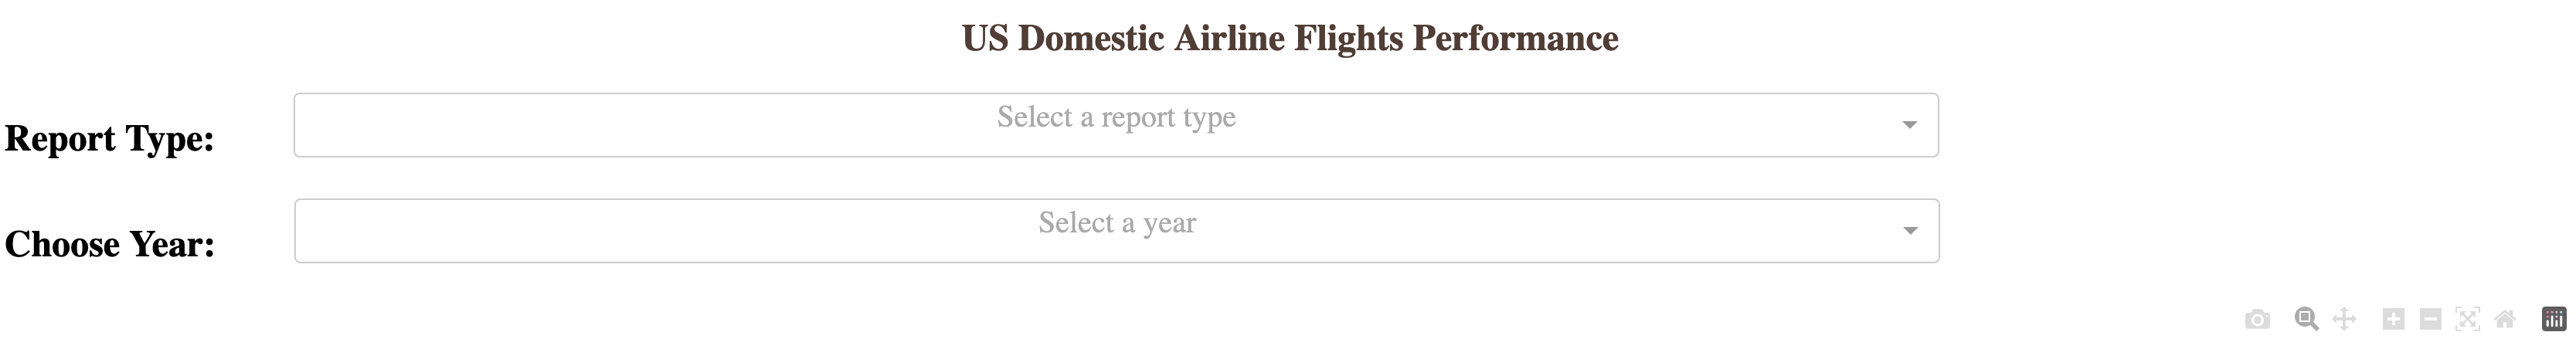 US Domestic Airline Flights Performance
Report Type:
Select a report type
Choose Year:
Select a year